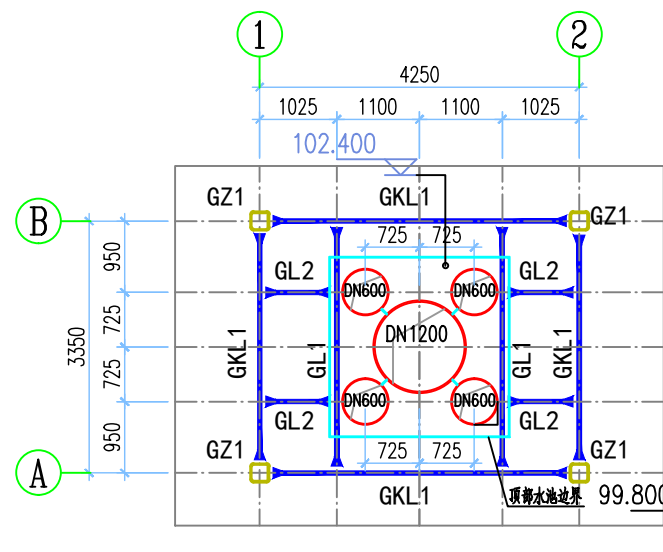 1
2
4250
1025
1100
1100
1025
102.400
GZ1
GKL1
GZ1
B
725
725
950
GL2
DN600
DN600
GL2
725
3350
GKL1
GL1
DN1200
GL1
GKL1
725
DN600
DN600
950
GL2
GL2
725
725
GZ1
GZ1
A
GKL1
顶部水池边界
99.800